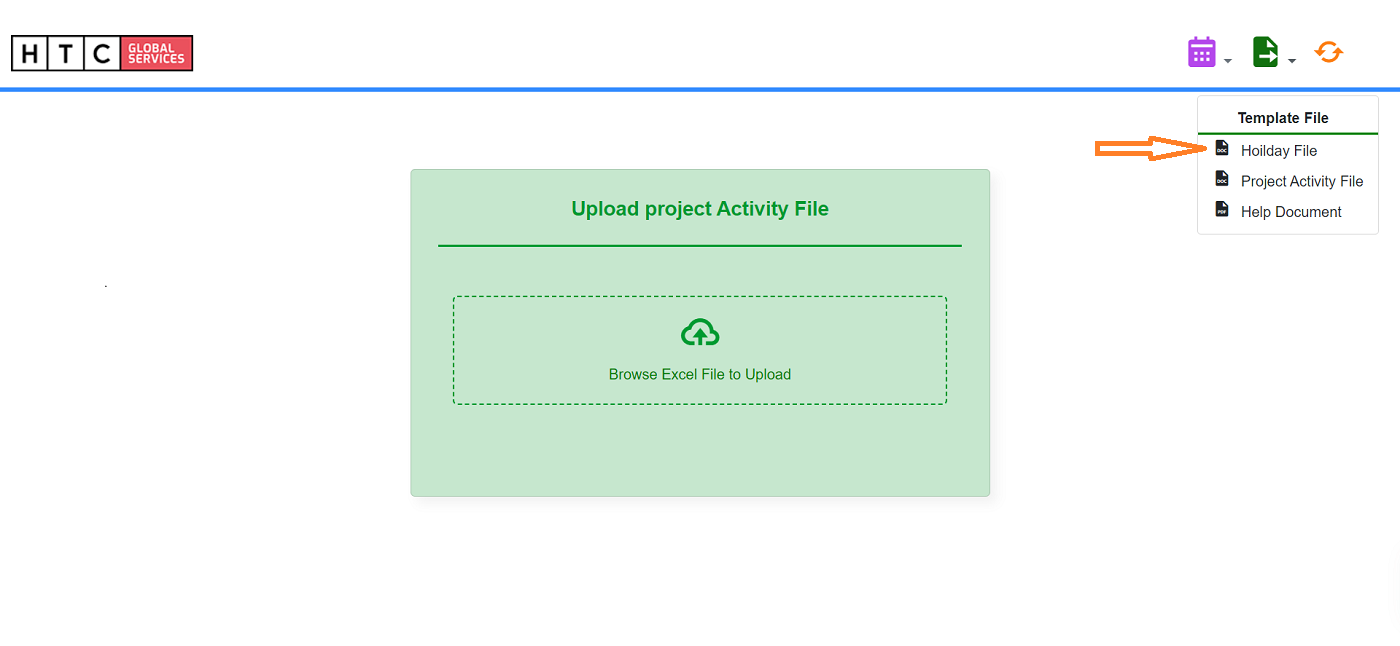 HTC GLOBAL
SERVICES
Template File
Hoilday File
Project Activity File
Help Document
Upload project Activity File
Browse Excel File to Upload